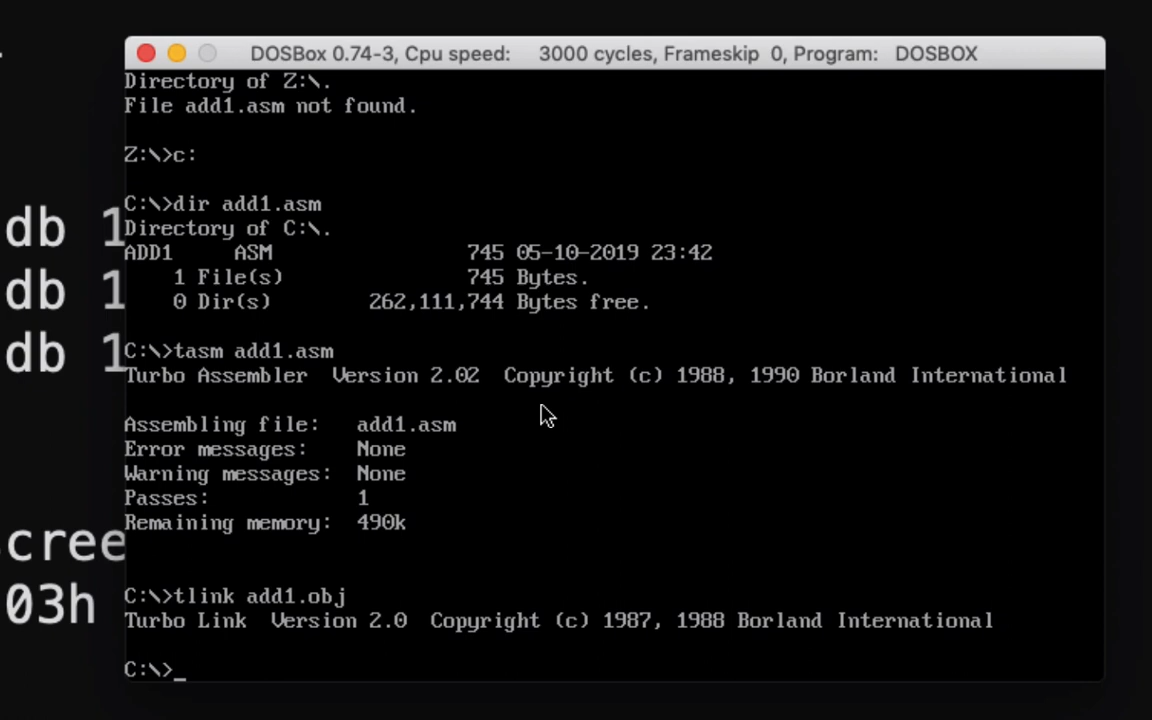 DOSBox 0.74-3, Cpu speed: 3000 cycles, Frameskip 0, Program: DOSBOX
Directory of Z:\.
File add1.asm not found.
Z:\>c:
C:\>dir add1.asm
Directory of C:\.
ADD1 ASM 745 05-10-2019 23:42
1 File(s) 745 Bytes.
0 Dir(s) 262,111,744 Bytes free.
C:\>tasm add1.asm
Turbo Assembler Version 2.02 Copyright (c) 1988, 1990 Borland International
Assembling file: add1.asm
Error messages: None
Warning messages: None
Passes: 1
Remaining memory: 490k
C:\>tlink add1.obj
Turbo Link Version 2.0 Copyright (c) 1987, 1988 Borland International
C:\>_
db 1
db 1
db 1
cree
03h